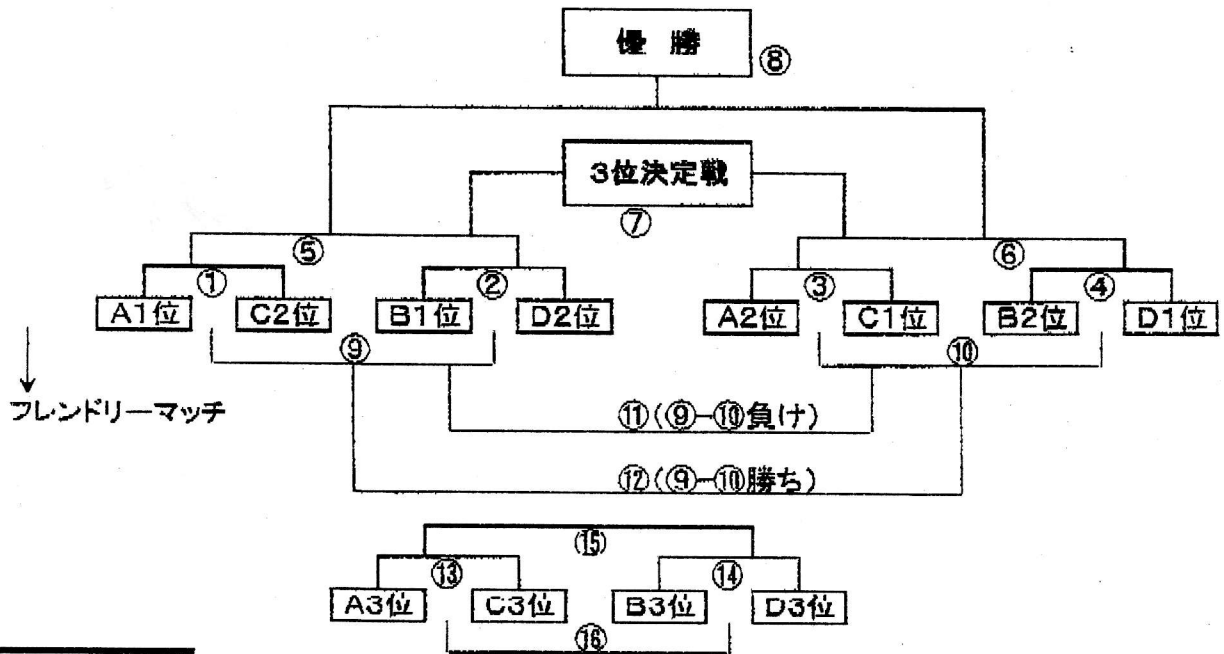 優 勝
⑧
3位決定戦
⑦
⑤
⑥
① ② ③ ④
A1位 C2位 B1位 D2位 A2位 C1位 B2位 D1位
⑨ ⑩
フレンドリーマッチ
⑪(⑨-⑩負け)
⑫(⑨-⑩勝ち)
⑮
⑬ ⑭
A3位 C3位 B3位 D3位
⑯